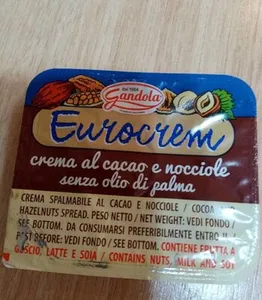 dal 1904
Gandola
Eurocrem
crema al cacao e nocciole
senza olio di palma
CREMA SPALMABILE AL CACAO E NOCCIOLE / COCOA AND
HAZELNUTS SPREAD, PESO NETTO / NET WEIGHT: VEDI FONDO /
SEE BOTTOM. DA CONSUMARSI PREFERIBILMENTE ENTRO IL /
BEST BEFORE: VEDI FONDO / SEE BOTTOM. CONTIENE FRUTTA A
GUSCIO, LATTE E SOIA / CONTAINS NUTS, MILK AND SOY